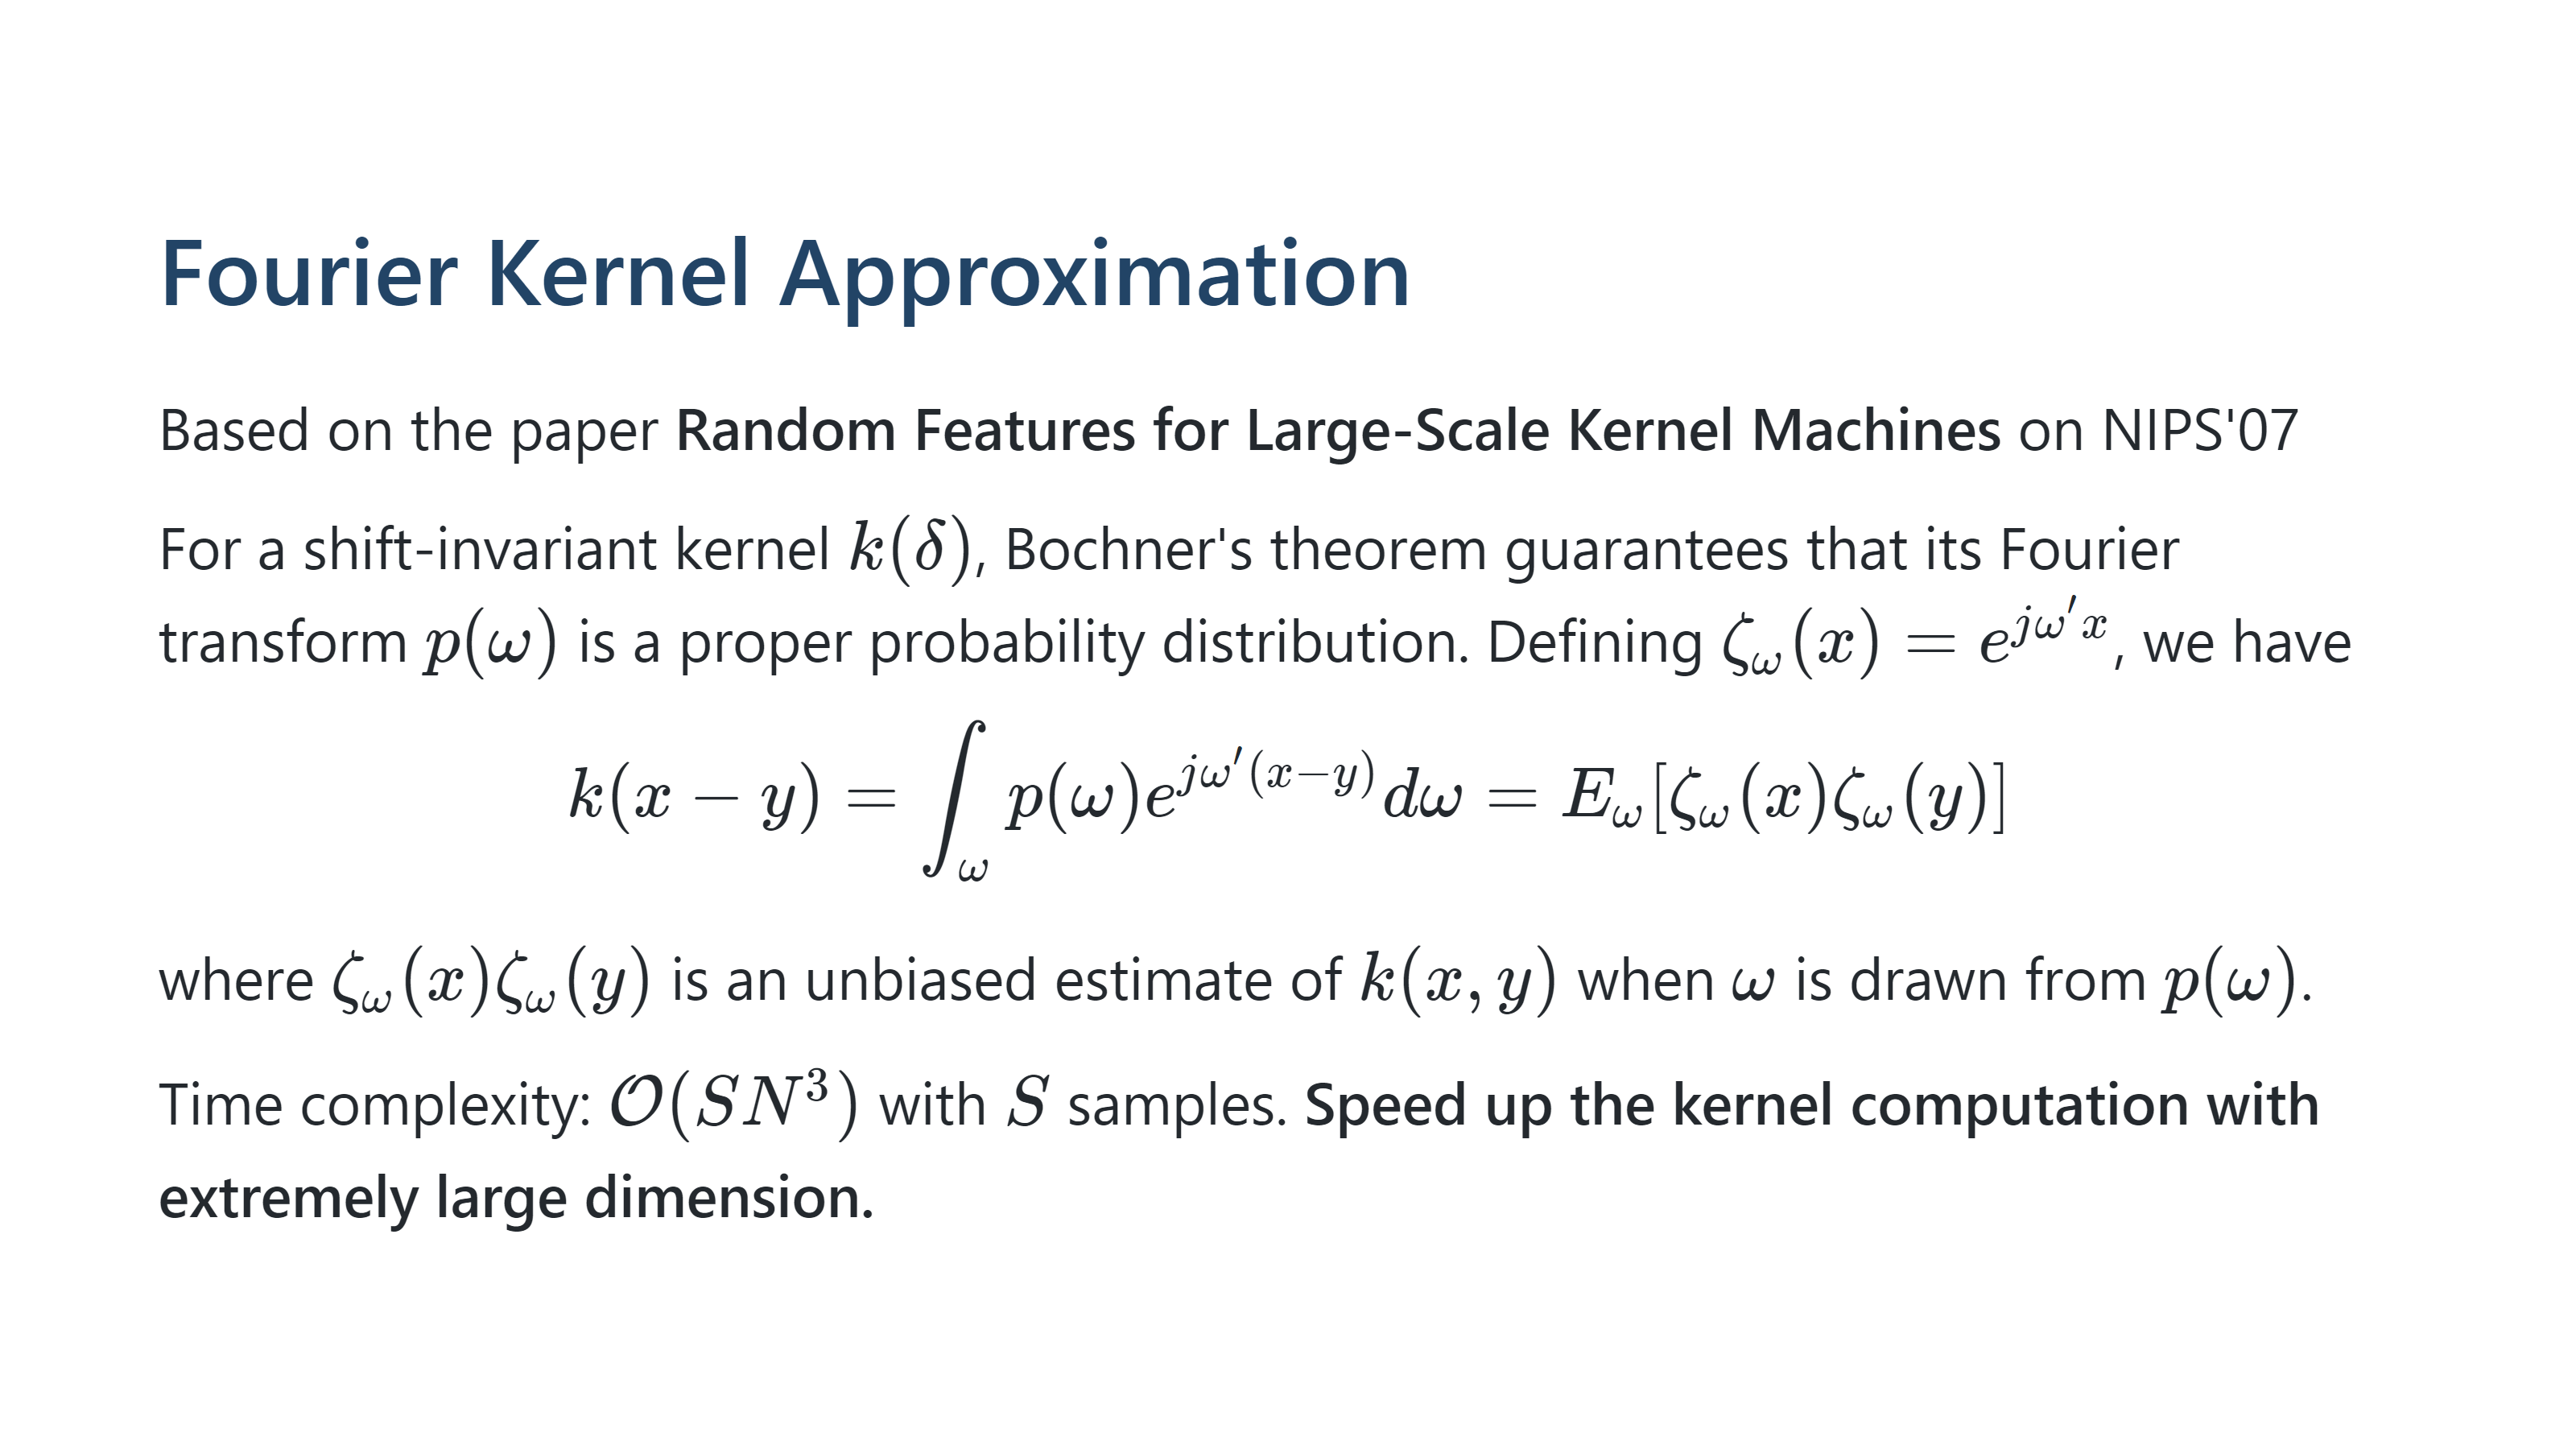 Fourier Kernel Approximation
Based on the paper Random Features for Large-Scale Kernel Machines on NIPS'07
For a shift-invariant kernel k(δ), Bochner's theorem guarantees that its Fourier
transform p(ω) is a proper probability distribution. Defining ζ_ω(x) = e^{jω′x}, we have
k(x − y) = ∫_ω p(ω)e^{jω′(x−y)}dω = E_ω[ζ_ω(x)ζ_ω(y)]
where ζ_ω(x)ζ_ω(y) is an unbiased estimate of k(x, y) when ω is drawn from p(ω).
Time complexity: 𝒪(SN³) with S samples. Speed up the kernel computation with
extremely large dimension.